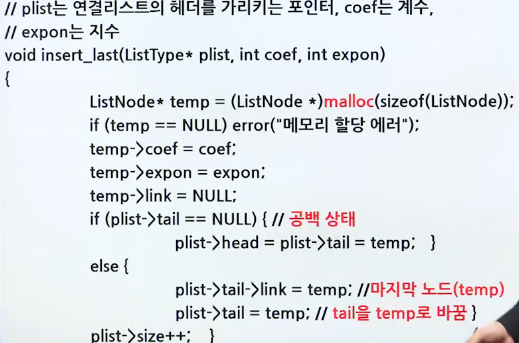 // plist는 연결리스트의 헤더를 가리키는 포인터, coef는 계수,
// expon는 지수
void insert_last(ListType* plist, int coef, int expon)
{
ListNode* temp = (ListNode *)malloc(sizeof(ListNode));
if (temp == NULL) error("메모리 할당 에러");
temp->coef = coef;
temp->expon = expon;
temp->link = NULL;
if (plist->tail == NULL) { // 공백 상태
plist->head = plist->tail = temp; }
else {
plist->tail->link = temp; //마지막 노드(temp)
plist->tail = temp; // tail을 temp로 바꿈 }
plist->size++; }